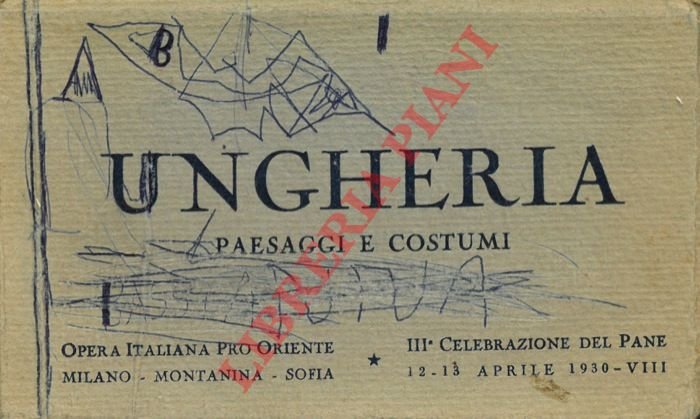 B
UNGHERIA
PAESAGGI E COSTUMI
OPERA ITALIANA PRO ORIENTE
MILANO - MONTANINA - SOFIA
★
IIIª CELEBRAZIONE DEL PANE
12-13 APRILE 1930-VIII
LIBRERIA PIANI